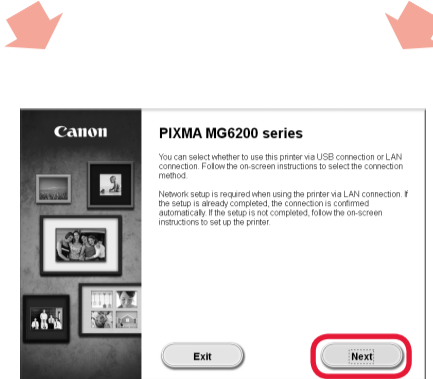 Canon
PIXMA MG6200 series
You can select whether to use this printer via USB connection or LAN
connection. Follow the on-screen instructions to select the connection
method.
Network setup is required when using the printer via LAN connection. If
the setup is already completed, the connection is confirmed
automatically. If the setup is not completed, follow the on-screen
instructions to set up the printer.
Exit
Next